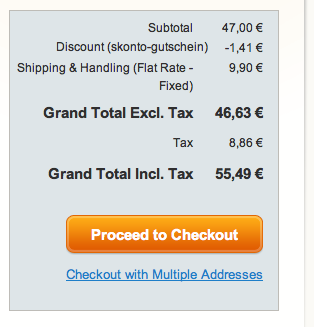 Subtotal 47,00 €
Discount (skonto-gutschein) -1,41 €
Shipping & Handling (Flat Rate - 9,90 €
Fixed)
Grand Total Excl. Tax 46,63 €
Tax 8,86 €
Grand Total Incl. Tax 55,49 €
Proceed to Checkout
Checkout with Multiple Addresses